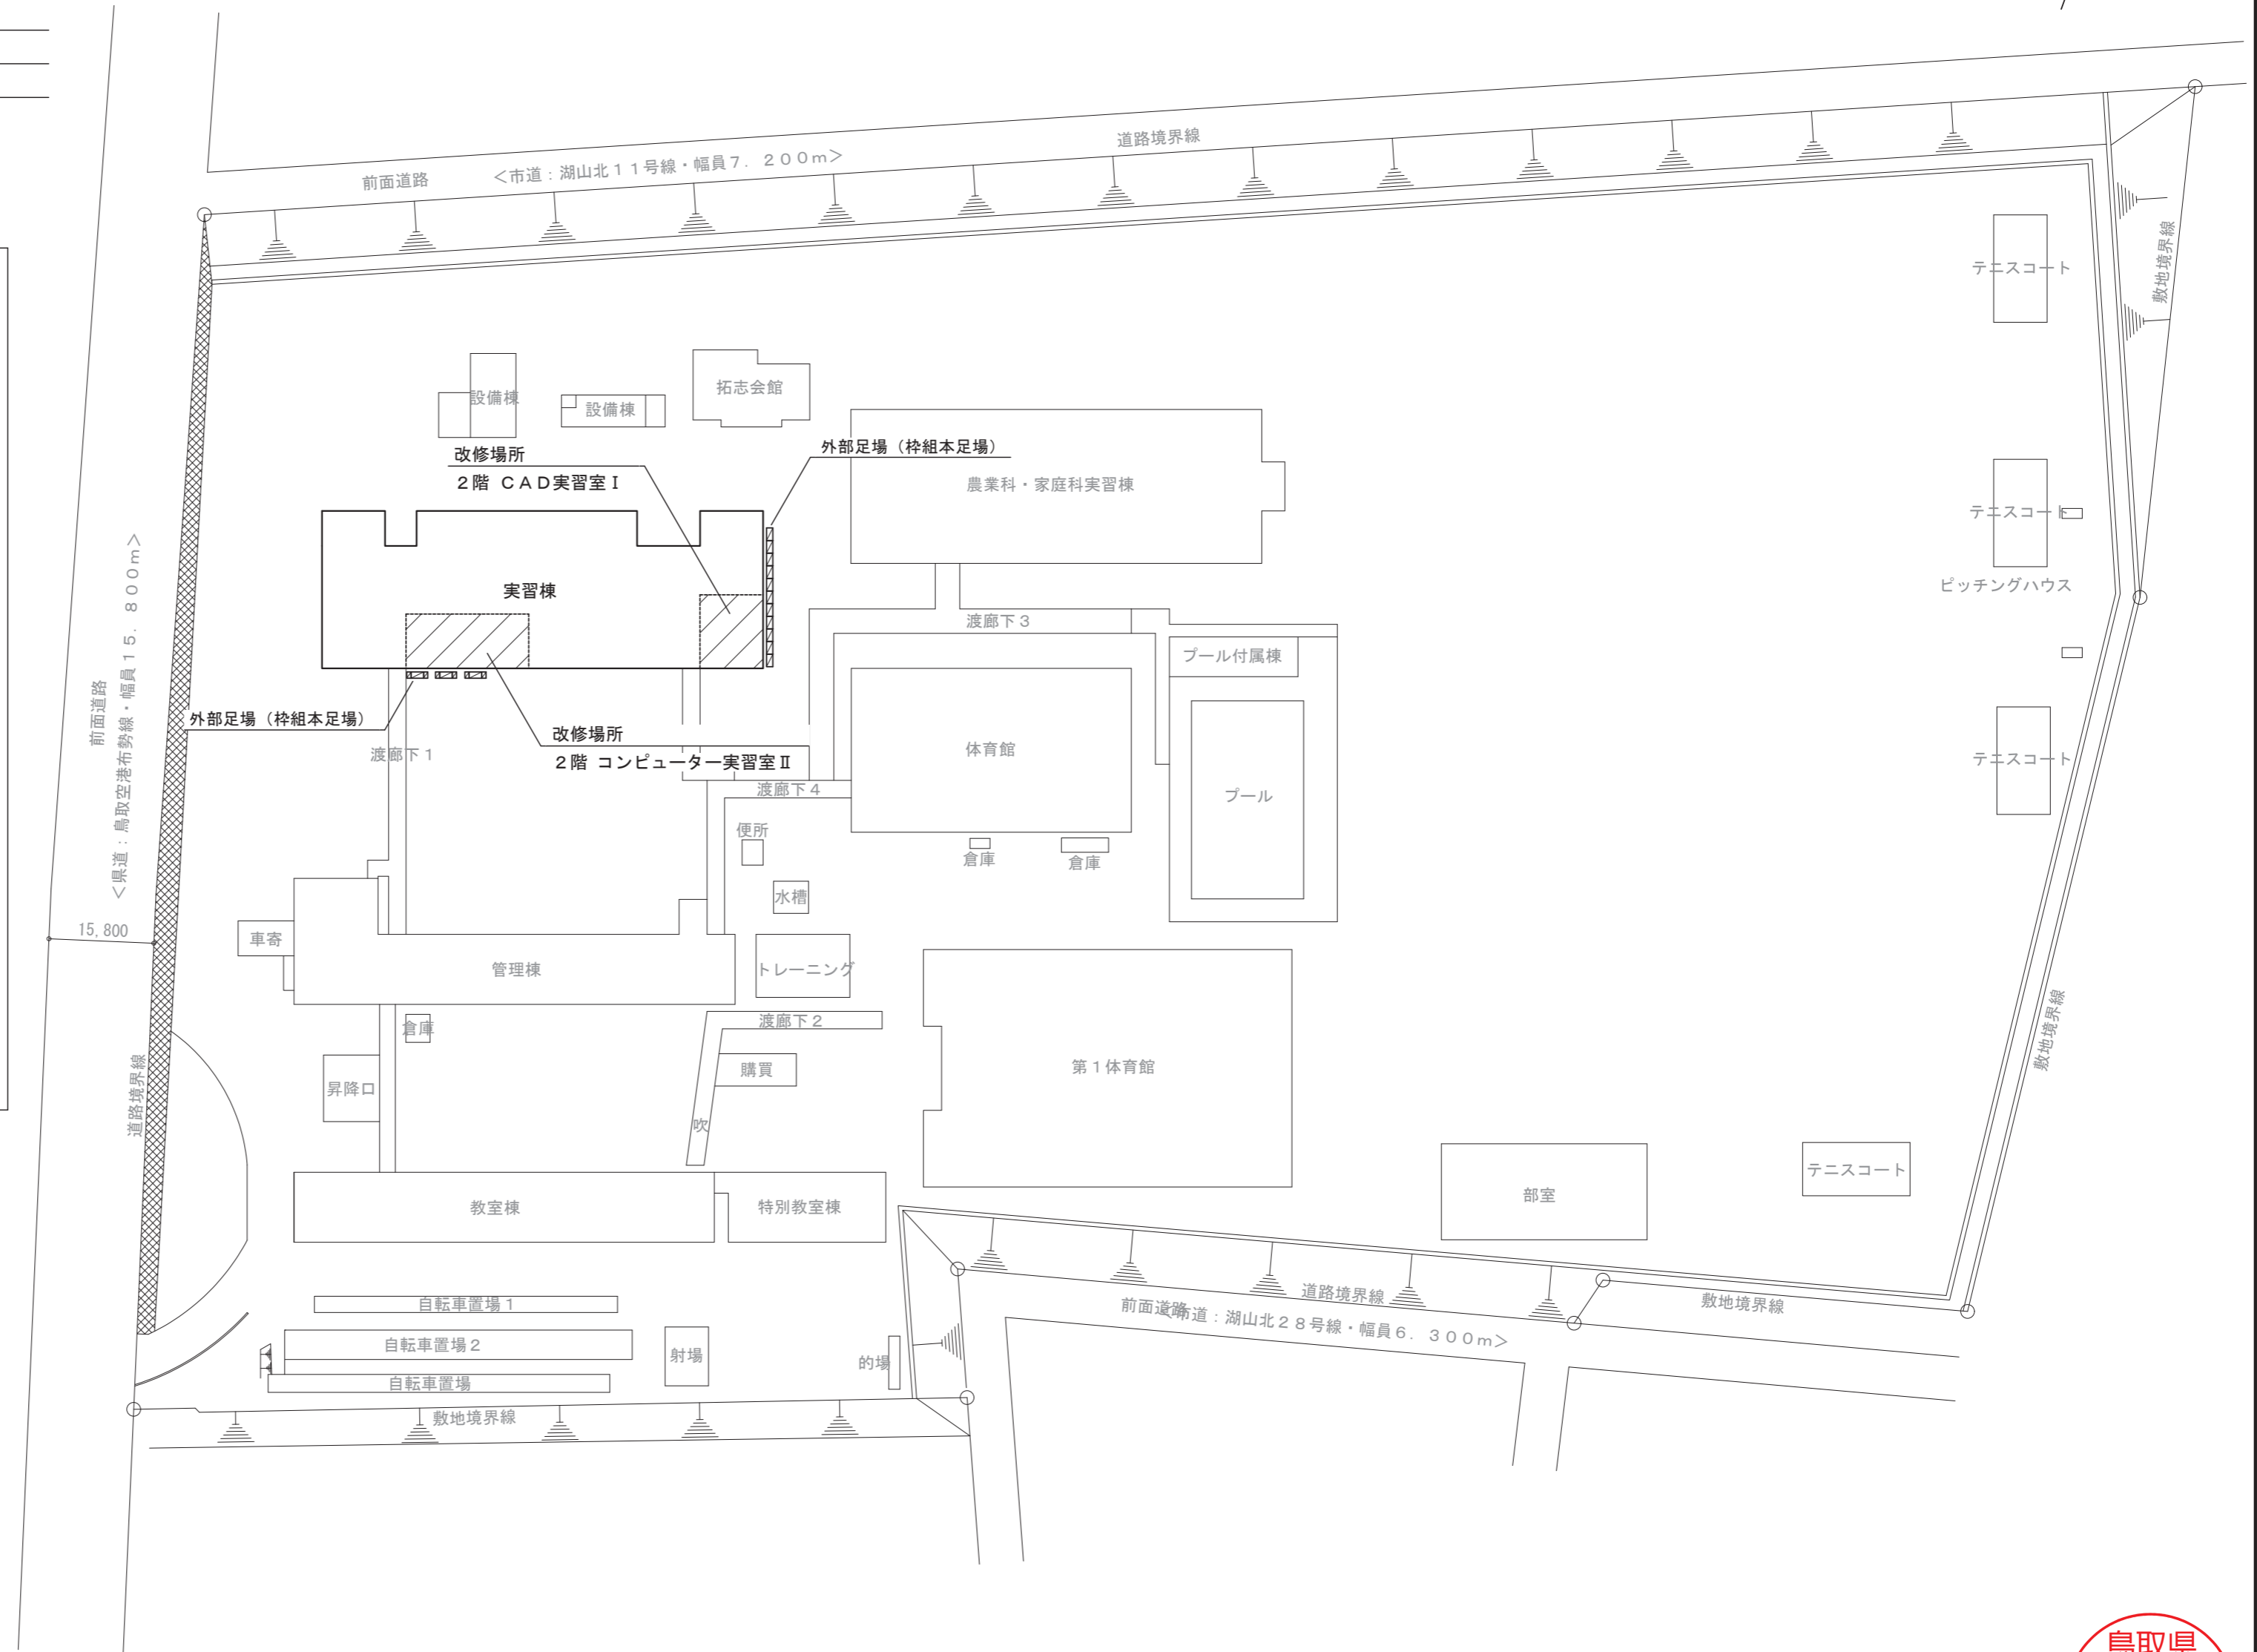 道路境界線
前面道路
＜市道：湖山北１１号線・幅員７．２００ｍ＞
テニスコート
敷地境界線
設備棟
設備棟
拓志会館
改修場所
２階 ＣＡＤ実習室Ⅰ
外部足場（枠組本足場）
農業科・家庭科実習棟
テニスコート
ピッチングハウス
実習棟
渡廊下３
プール付属棟
前面道路
＜県道：鳥取空港布勢線・幅員１５．８００ｍ＞
外部足場（枠組本足場）
渡廊下１
改修場所
２階 コンピューター実習室Ⅱ
体育館
テニスコート
渡廊下４
プール
便所
倉庫
倉庫
水槽
15,800
車寄
管理棟
トレーニング
渡廊下２
倉庫
敷地境界線
購買
第１体育館
昇降口
道路境界線
吹
テニスコート
部室
教室棟
特別教室棟
道路境界線
敷地境界線
前面道路
＜市道：湖山北２８号線・幅員６．３００ｍ＞
自転車置場１
自転車置場２
射場
的場
自転車置場
敷地境界線
鳥取県